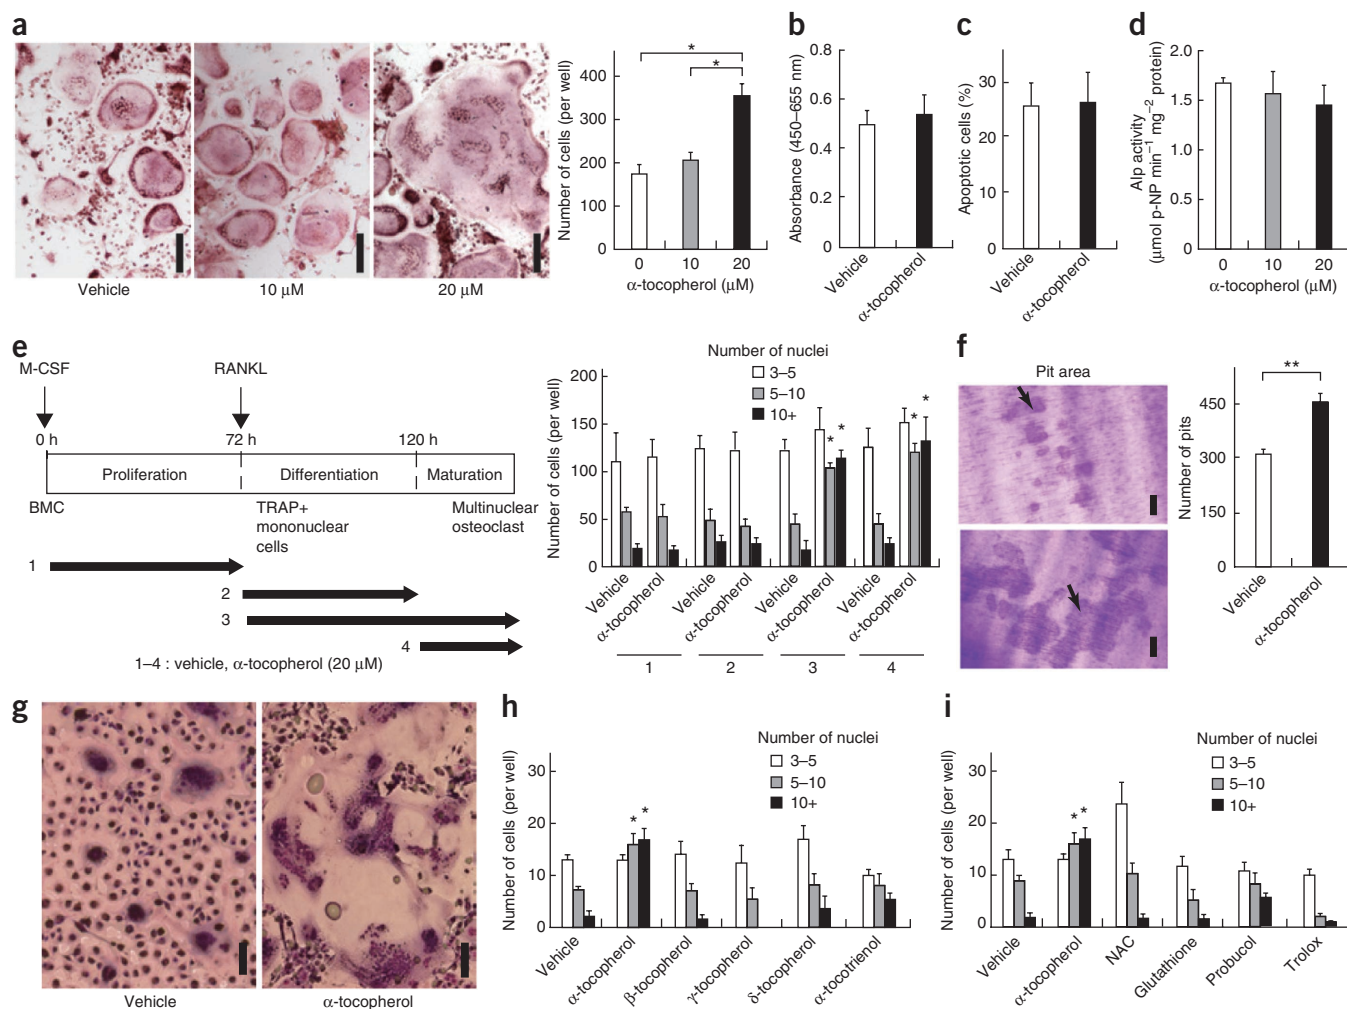 a
Vehicle
10 μM
20 μM
Number of cells (per well)
400
300
200
100
0
*
*
0 10 20
α-tocopherol (μM)
b
Absorbance (450–655 nm)
0.8
0.6
0.4
0.2
0
Vehicle
α-tocopherol
c
Apoptotic cells (%)
30
20
10
0
Vehicle
α-tocopherol
d
Alp activity
(μmol p-NP min–1 mg–2 protein)
2.0
1.5
1.0
0.5
0
0 10 20
α-tocopherol (μM)
e
M-CSF RANKL
0 h 72 h 120 h
Proliferation Differentiation Maturation
BMC
TRAP+
mononuclear
cells
Multinuclear
osteoclast
1
2
3
4
1–4 : vehicle, α-tocopherol (20 μM)
Number of nuclei
3–5
5–10
10+
Number of cells (per well)
200
150
100
50
0
* *
* *
Vehicle
α-tocopherol
Vehicle
α-tocopherol
Vehicle
α-tocopherol
Vehicle
α-tocopherol
1 2 3 4
f
Pit area
Number of pits
450
300
150
0
**
Vehicle
α-tocopherol
g
Vehicle
α-tocopherol
h
Number of nuclei
3–5
5–10
10+
Number of cells (per well)
30
20
10
0
* *
Vehicle
α-tocopherol
β-tocopherol
γ-tocopherol
δ-tocopherol
α-tocotrienol
i
Number of nuclei
3–5
5–10
10+
Number of cells (per well)
30
20
10
0
* *
Vehicle
α-tocopherol
NAC
Glutathione
Probucol
Trolox